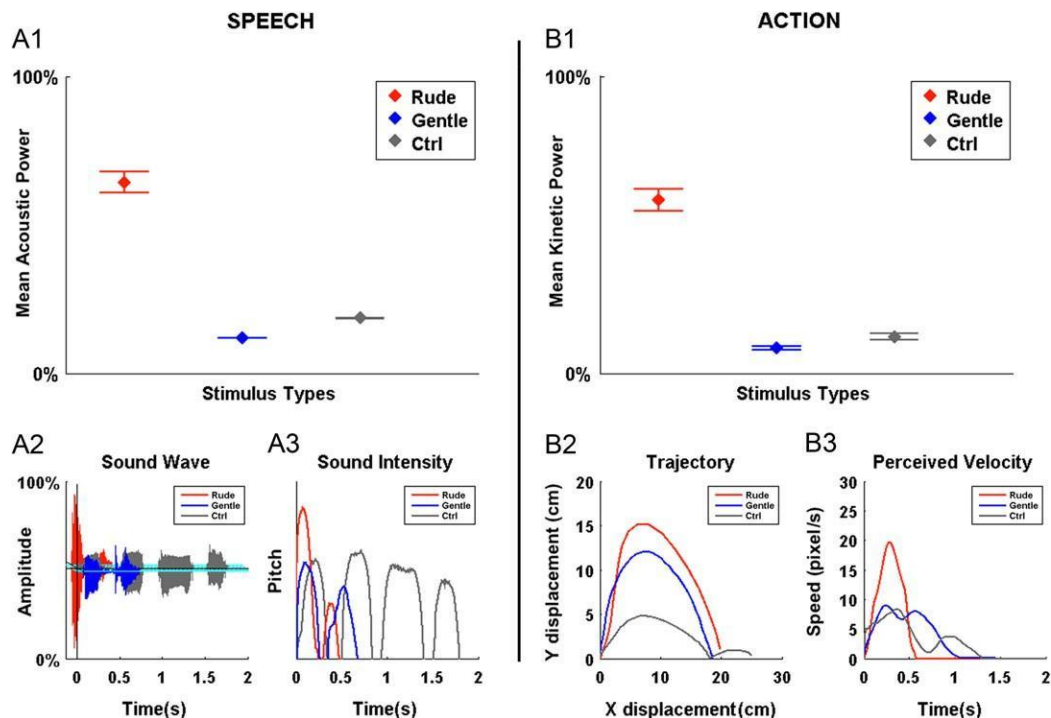 SPEECH
A1
100%
Mean Acoustic Power
0%
Stimulus Types
Rude
Gentle
Ctrl
A2
Sound Wave
100%
Amplitude
0%
0 0.5 1 1.5 2
Time(s)
Rude
Gentle
Ctrl
A3
Sound Intensity
Pitch
0 0.5 1 1.5 2
Time(s)
Rude
Gentle
Ctrl
ACTION
B1
100%
Mean Kinetic Power
0%
Stimulus Types
Rude
Gentle
Ctrl
B2
Trajectory
Y displacement (cm)
20
15
10
5
0
0 10 20 30
X displacement(cm)
Rude
Gentle
Ctrl
B3
Perceived Velocity
Speed (pixel/s)
30
25
20
15
10
5
0
0 0.5 1 1.5 2
Time(s)
Rude
Gentle
Ctrl